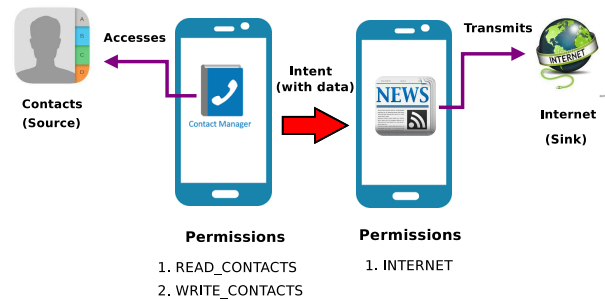 Accesses
A
B
C
D
Contacts
(Source)
Contact Manager
Permissions
1. READ_CONTACTS
2. WRITE_CONTACTS
Intent
(with data)
NEWS
Permissions
1. INTERNET
Transmits
INTERNET
Internet
(Sink)